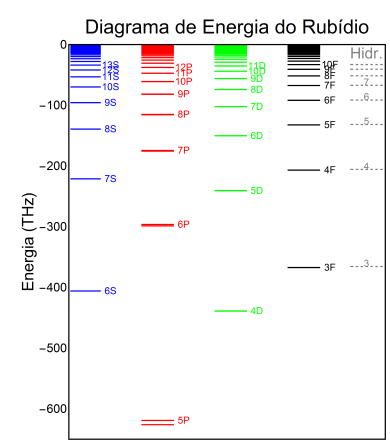 Diagrama de Energia do Rubídio
Energia (THz)
0
−100
−200
−300
−400
−500
−600
13S
12S
11S
10S
9S
8S
7S
6S
12P
11P
10P
9P
8P
7P
6P
5P
11D
10D
9D
8D
7D
6D
5D
4D
10F
9F
8F
7F
6F
5F
4F
3F
Hidr.
7
6
5
4
3